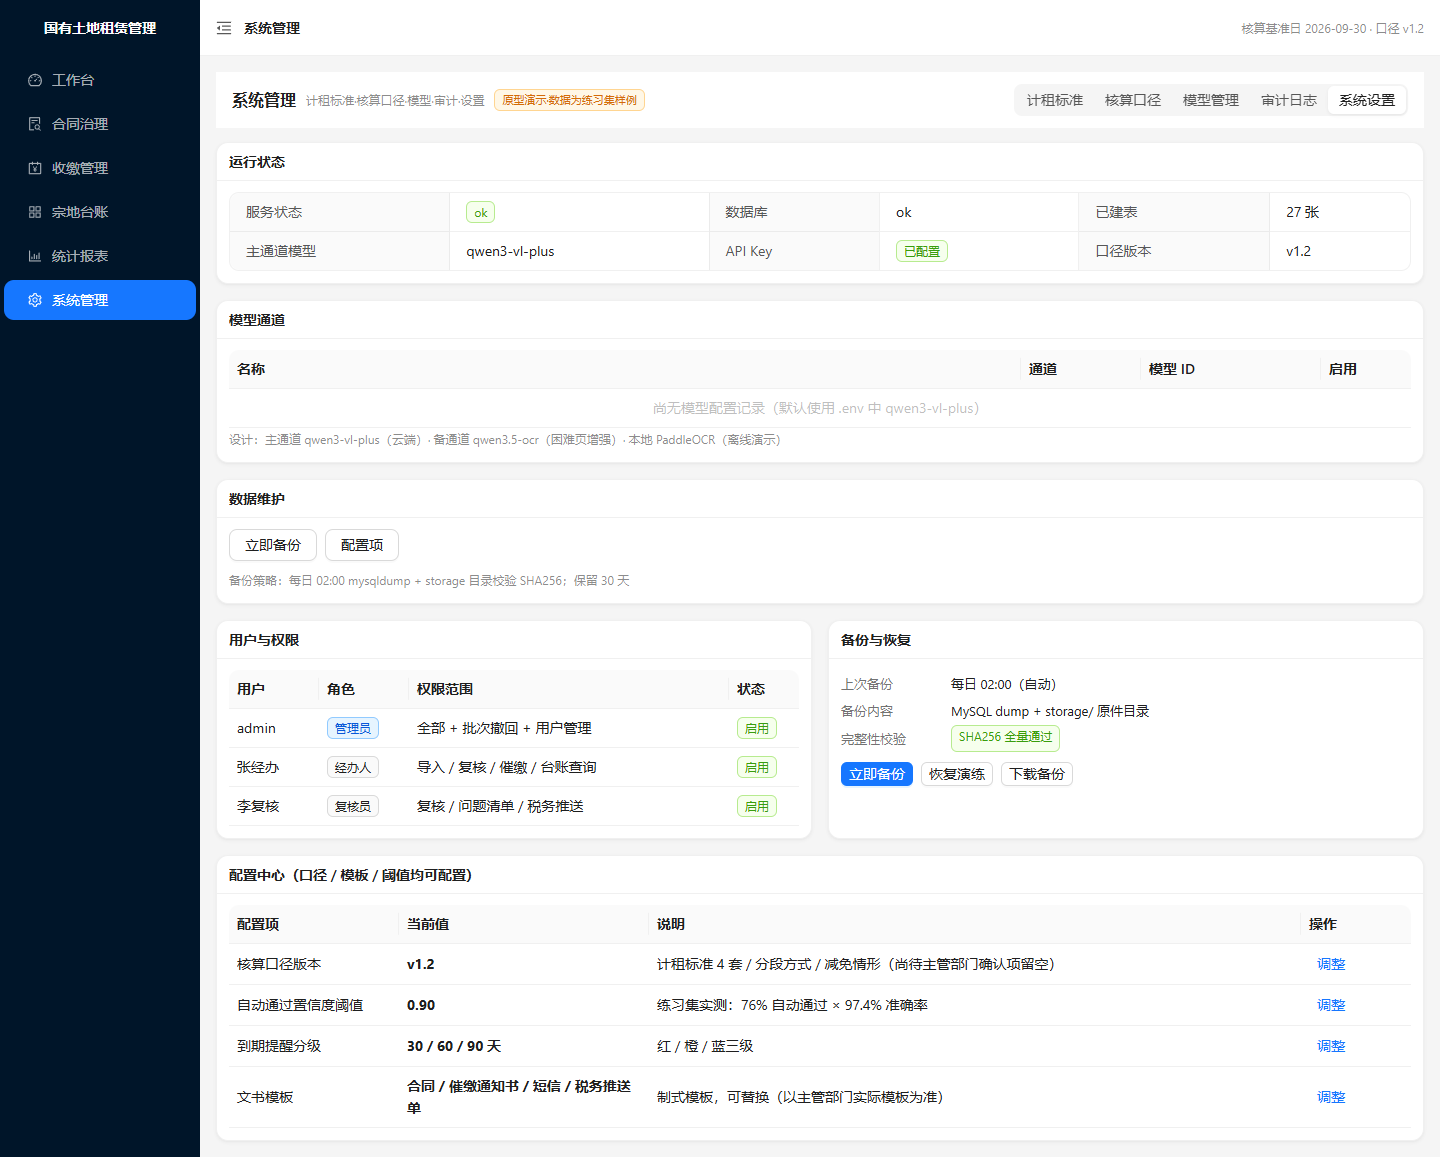 国有土地租赁管理
工作台
合同治理
收缴管理
宗地台账
统计报表
系统管理
系统管理
核算基准日 2026-09-30 · 口径 v1.2
系统管理 计租标准·核算口径·模型·审计·设置 原型演示·数据为练习集样例
计租标准 核算口径 模型管理 审计日志 系统设置
运行状态
服务状态 ok 数据库 ok 已建表 27 张
主通道模型 qwen3-vl-plus API Key 已配置 口径版本 v1.2
模型通道
名称 通道 模型 ID 启用
尚无模型配置记录（默认使用 .env 中 qwen3-vl-plus）
设计：主通道 qwen3-vl-plus（云端）· 备通道 qwen3.5-ocr（困难页增强）· 本地 PaddleOCR（离线演示）
数据维护
立即备份 配置项
备份策略：每日 02:00 mysqldump + storage 目录校验 SHA256；保留 30 天
用户与权限
用户 角色 权限范围 状态
admin 管理员 全部 + 批次撤回 + 用户管理 启用
张经办 经办人 导入 / 复核 / 催缴 / 台账查询 启用
李复核 复核员 复核 / 问题清单 / 税务推送 启用
备份与恢复
上次备份 每日 02:00（自动）
备份内容 MySQL dump + storage/ 原件目录
完整性校验 SHA256 全量通过
立即备份 恢复演练 下载备份
配置中心（口径 / 模板 / 阈值均可配置）
配置项 当前值 说明 操作
核算口径版本 v1.2 计租标准 4 套 / 分段方式 / 减免情形（尚待主管部门确认项留空） 调整
自动通过置信度阈值 0.90 练习集实测：76% 自动通过 × 97.4% 准确率 调整
到期提醒分级 30 / 60 / 90 天 红 / 橙 / 蓝三级 调整
文书模板 合同 / 催缴通知书 / 短信 / 税务推送单 制式模板，可替换（以主管部门实际模板为准） 调整